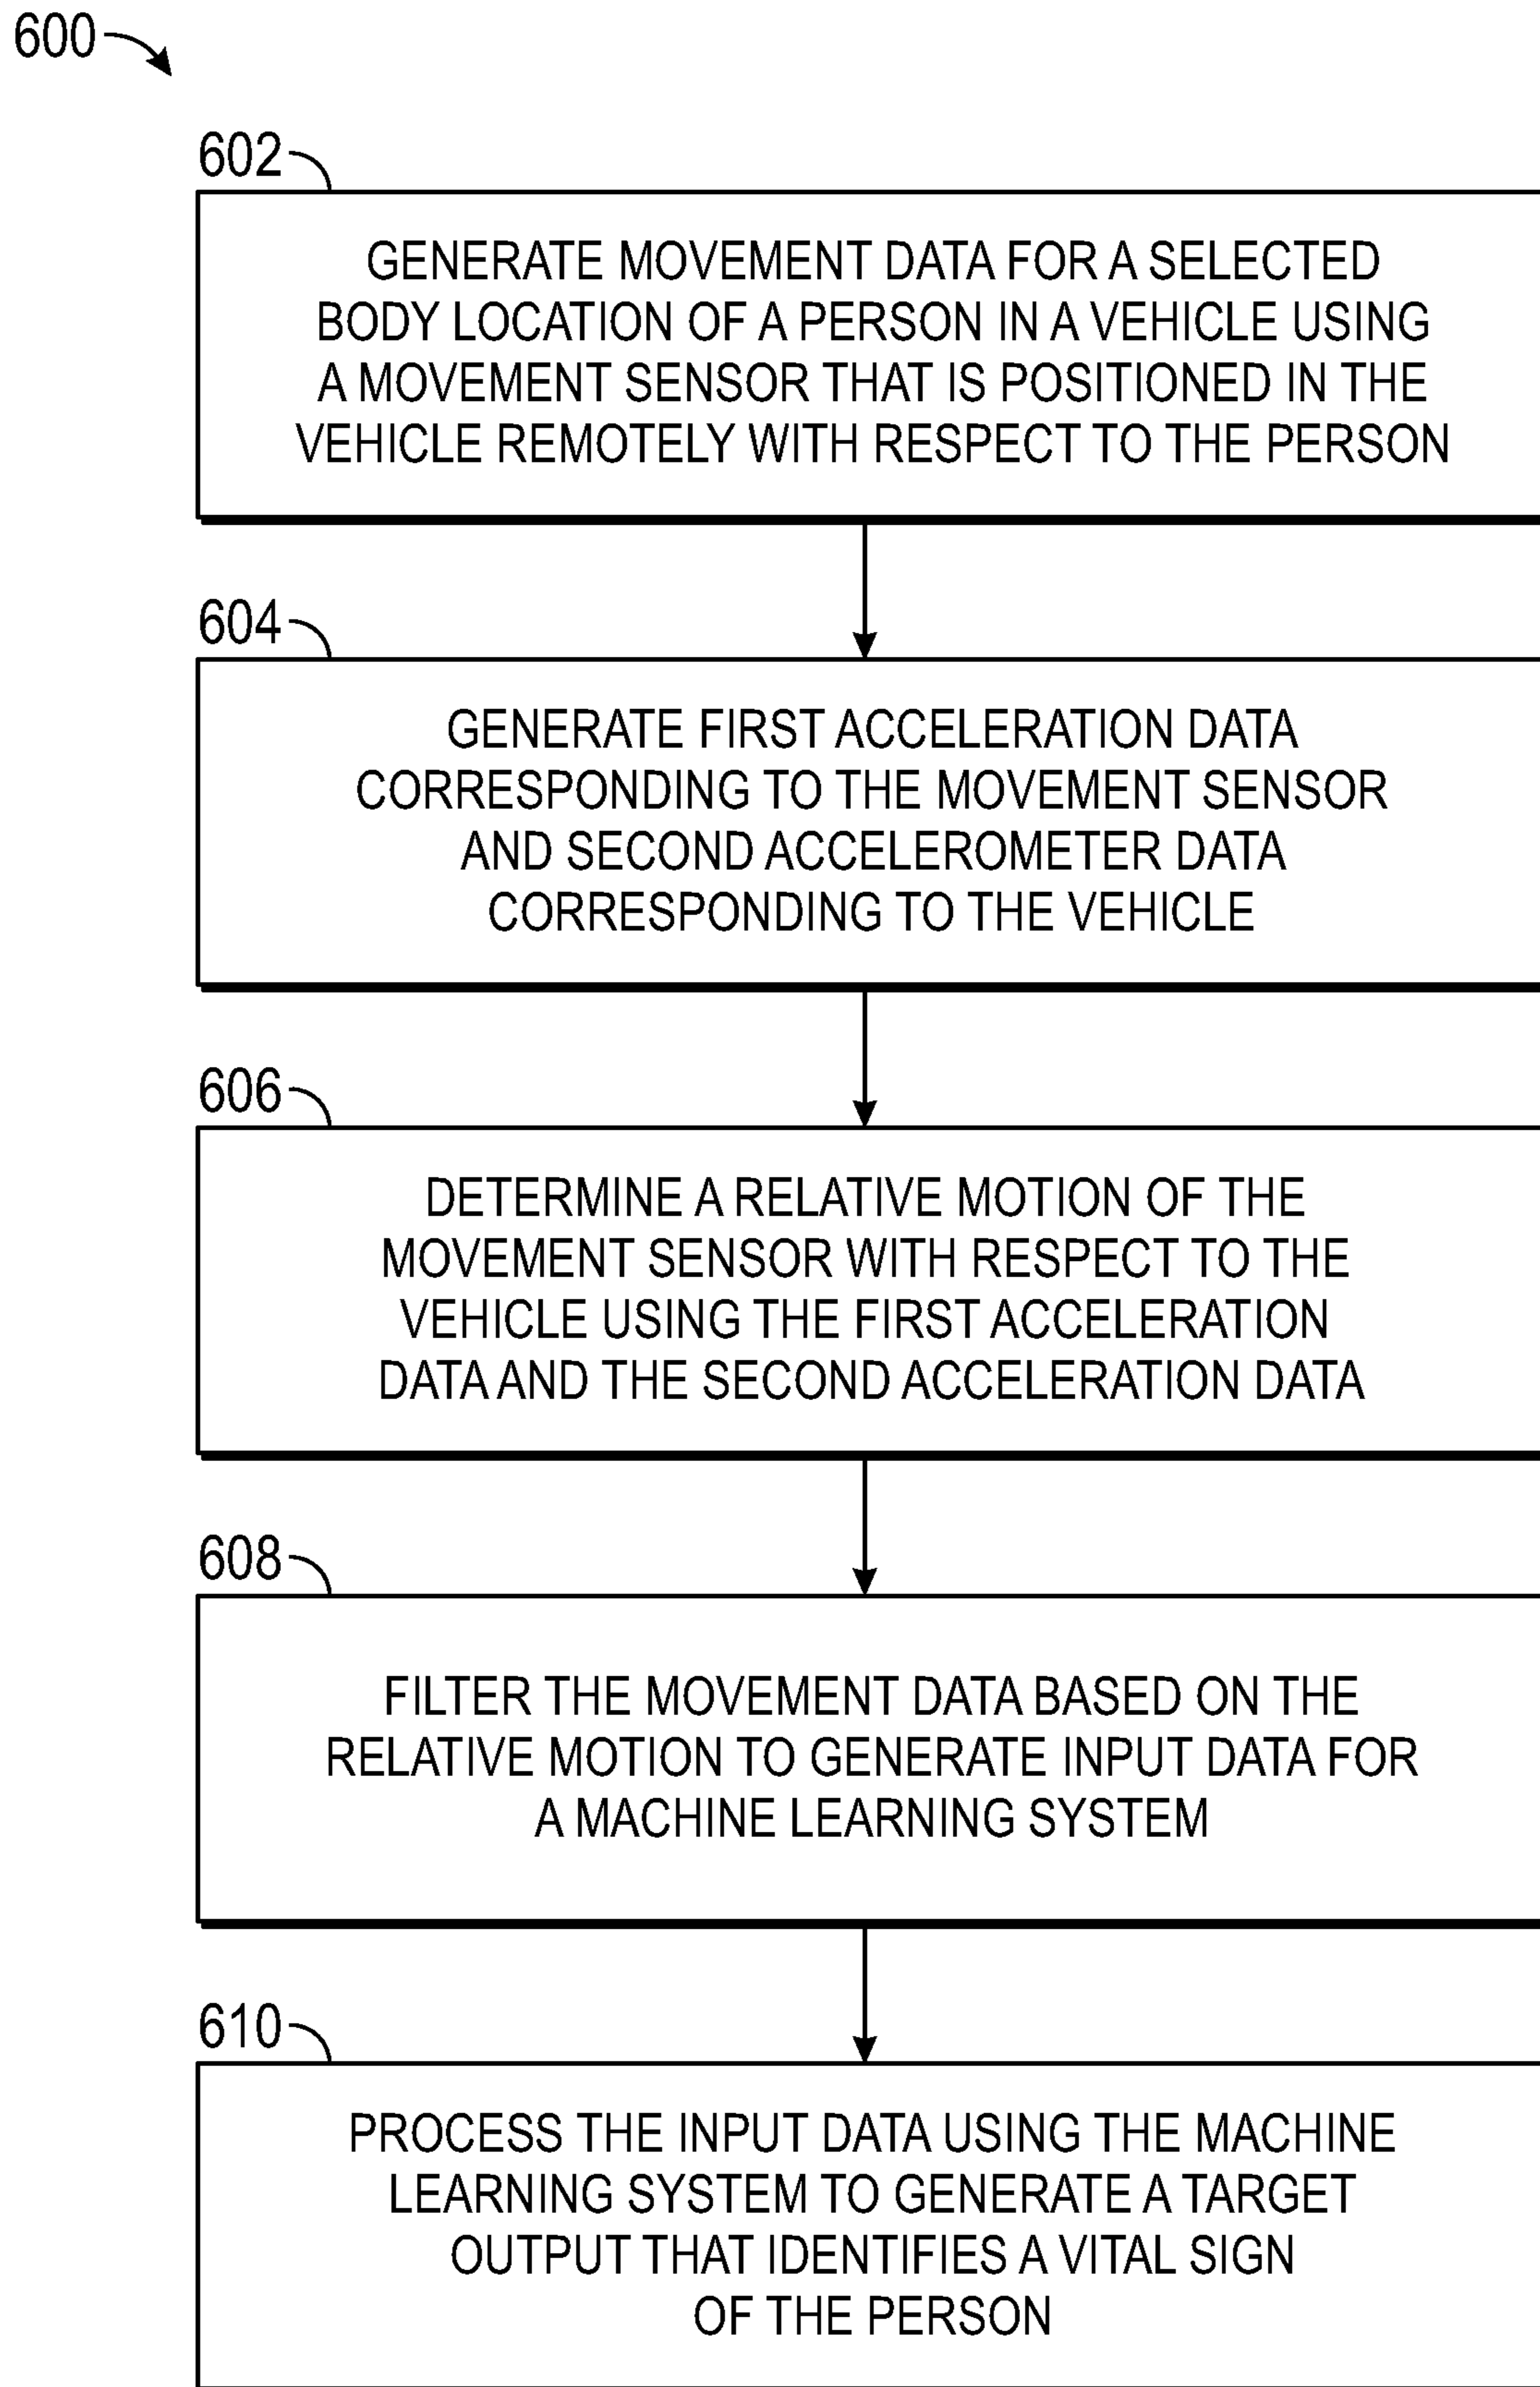 600
602
GENERATE MOVEMENT DATA FOR A SELECTED
BODY LOCATION OF A PERSON IN A VEHICLE USING
A MOVEMENT SENSOR THAT IS POSITIONED IN THE
VEHICLE REMOTELY WITH RESPECT TO THE PERSON
604
GENERATE FIRST ACCELERATION DATA
CORRESPONDING TO THE MOVEMENT SENSOR
AND SECOND ACCELEROMETER DATA
CORRESPONDING TO THE VEHICLE
606
DETERMINE A RELATIVE MOTION OF THE
MOVEMENT SENSOR WITH RESPECT TO THE
VEHICLE USING THE FIRST ACCELERATION
DATA AND THE SECOND ACCELERATION DATA
608
FILTER THE MOVEMENT DATA BASED ON THE
RELATIVE MOTION TO GENERATE INPUT DATA FOR
A MACHINE LEARNING SYSTEM
610
PROCESS THE INPUT DATA USING THE MACHINE
LEARNING SYSTEM TO GENERATE A TARGET
OUTPUT THAT IDENTIFIES A VITAL SIGN
OF THE PERSON